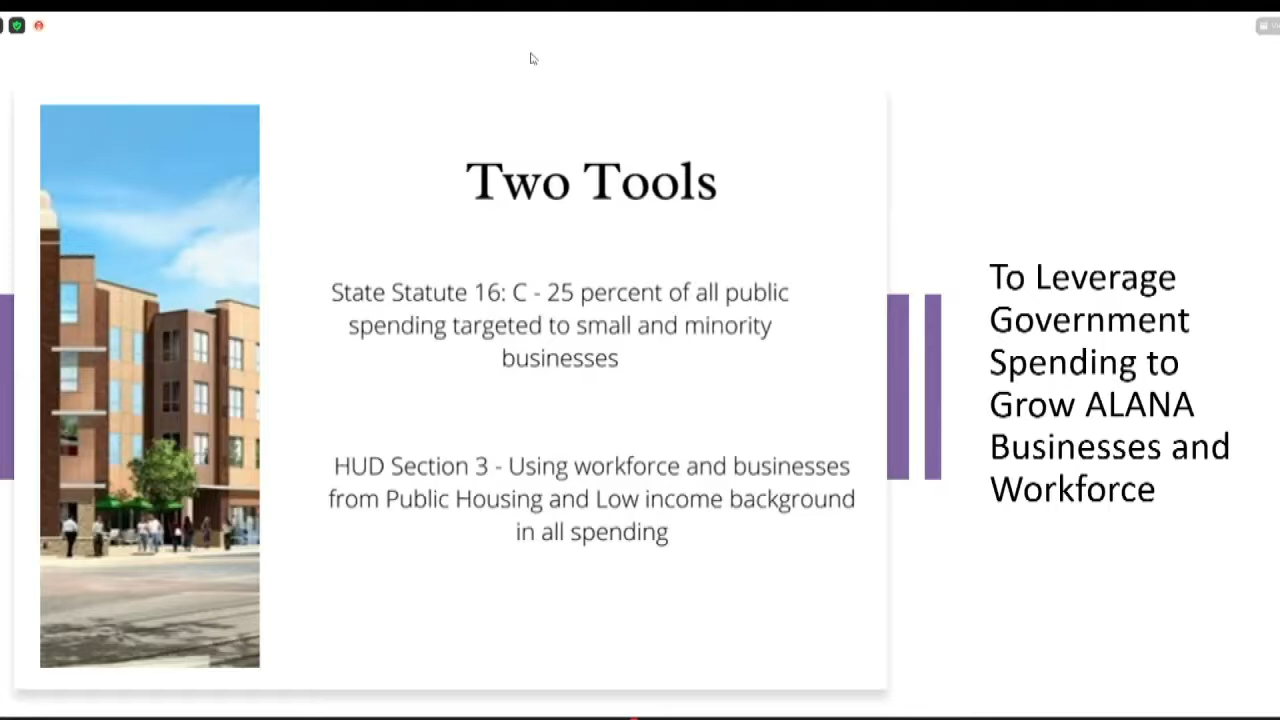 Two Tools
State Statute 16: C - 25 percent of all public
spending targeted to small and minority
businesses
HUD Section 3 - Using workforce and businesses
from Public Housing and Low income background
in all spending
To Leverage
Government
Spending to
Grow ALANA
Businesses and
Workforce